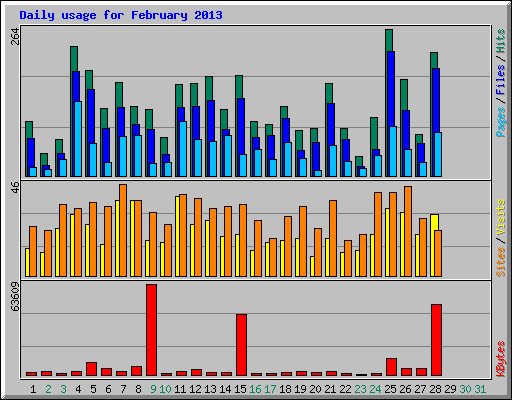 Daily usage for February 2013
264
Pages / Files / Hits
46
Sites / Visits
63609
KBytes
1 2 3 4 5 6 7 8 9 10 11 12 13 14 15 16 17 18 19 20 21 22 23 24 25 26 27 28 29 30 31